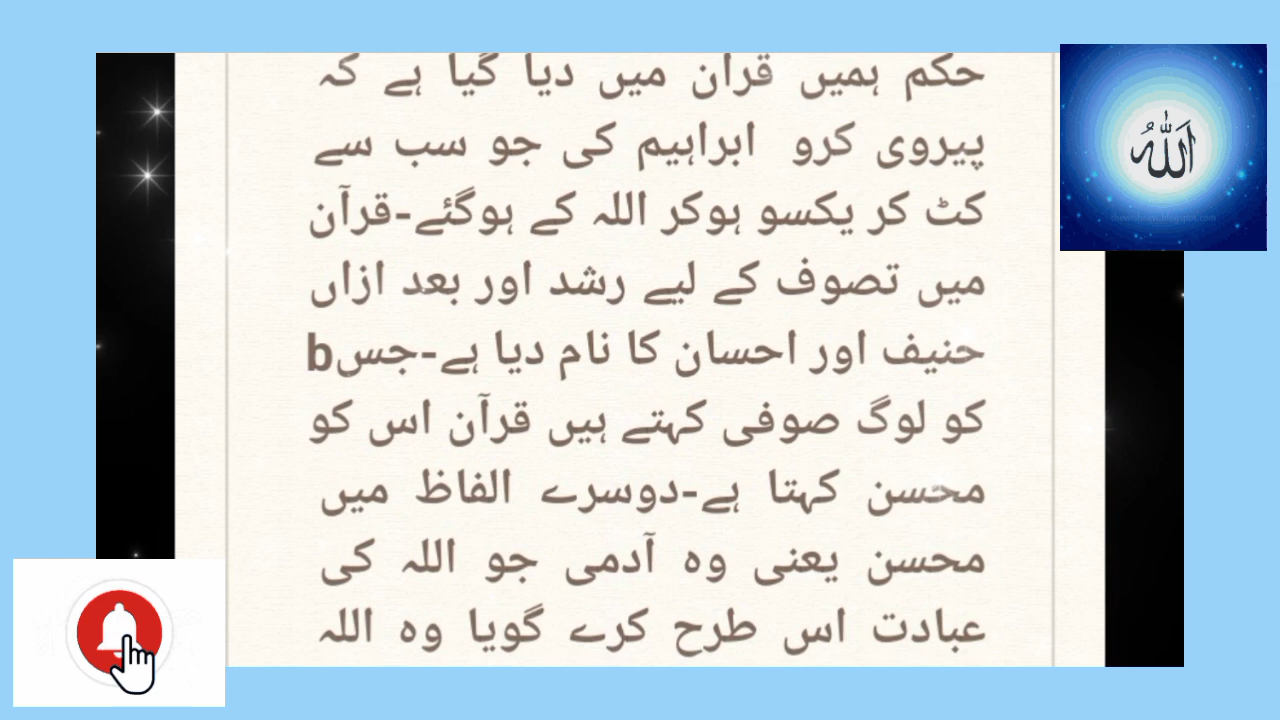 حکم ہمیں قرآن میں دیا گیا ہے کہ
پیروی کرو ابراہیم کی جو سب سے
کٹ کر یکسو ہوکر اللہ کے ہوگئے-قرآن
میں تصوف کے لیے رشد اور بعد ازاں
حنیف اور احسان کا نام دیا ہے-جسb
کو لوگ صوفی کہتے ہیں قرآن اس کو
محسن کہتا ہے-دوسرے الفاظ میں
محسن یعنی وہ آدمی جو اللہ کی
عبادت اس طرح کرے گویا وہ اللہ
اللّٰه